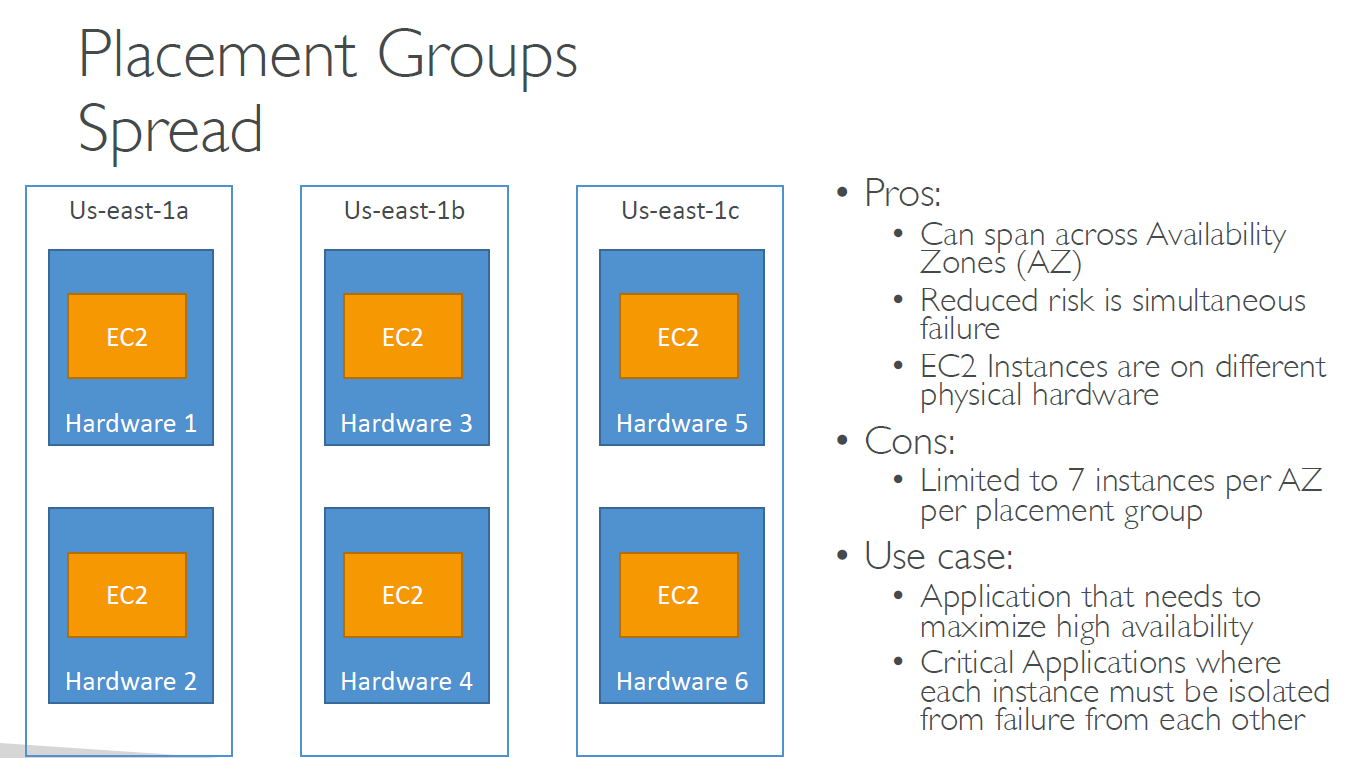 Placement Groups
Spread
Us-east-1a
Us-east-1b
Us-east-1c
EC2
EC2
EC2
Hardware 1
Hardware 3
Hardware 5
EC2
EC2
EC2
Hardware 2
Hardware 4
Hardware 6
• Pros:
• Can span across Availability
Zones (AZ)
• Reduced risk is simultaneous
failure
• EC2 Instances are on different
physical hardware
• Cons:
• Limited to 7 instances per AZ
per placement group
• Use case:
• Application that needs to
maximize high availability
• Critical Applications where
each instance must be isolated
from failure from each other